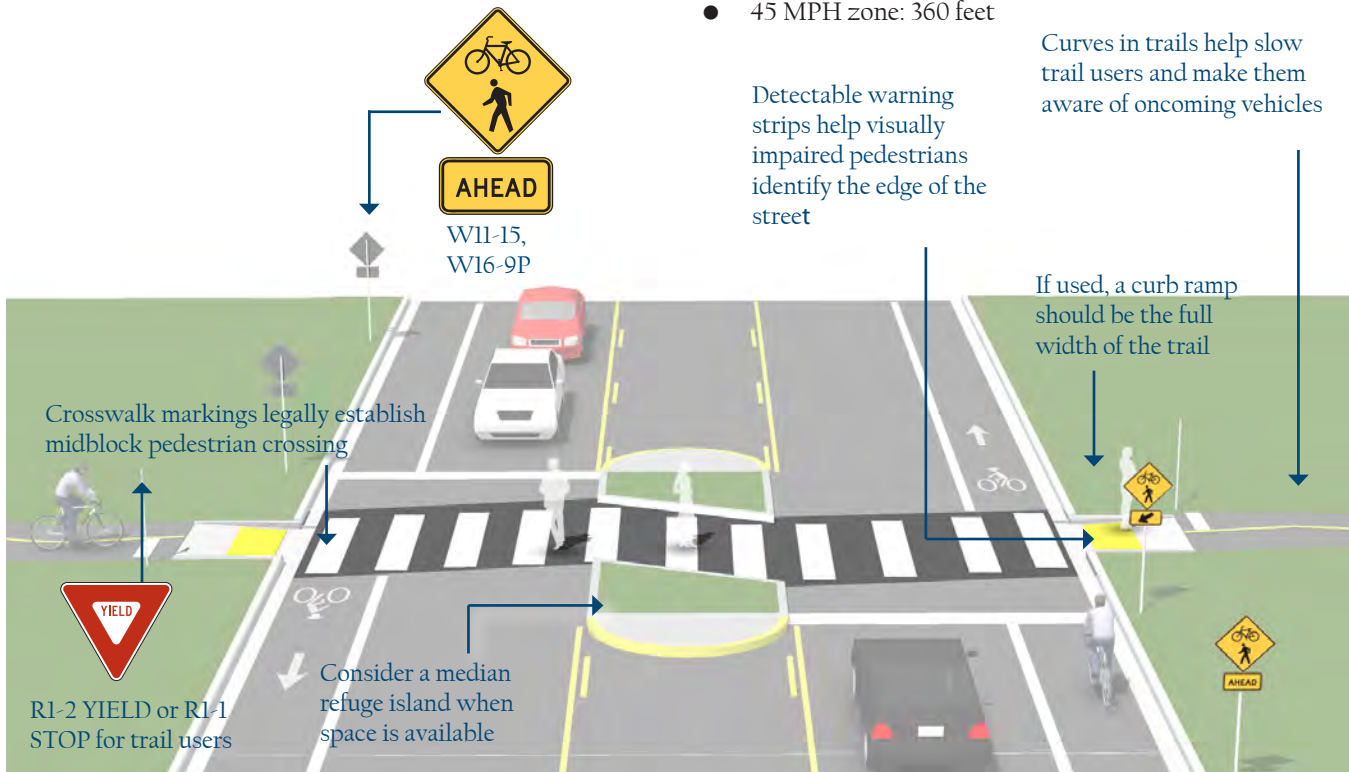 ● 45 MPH zone: 360 feet
Curves in trails help slow
trail users and make them
aware of oncoming vehicles
Detectable warning
strips help visually
impaired pedestrians
identify the edge of the
street
AHEAD
W11-15,
W16-9P
If used, a curb ramp
should be the full
width of the trail
Crosswalk markings legally establish
midblock pedestrian crossing
YIELD
R1-2 YIELD or R1-1
STOP for trail users
Consider a median
refuge island when
space is available
AHEAD